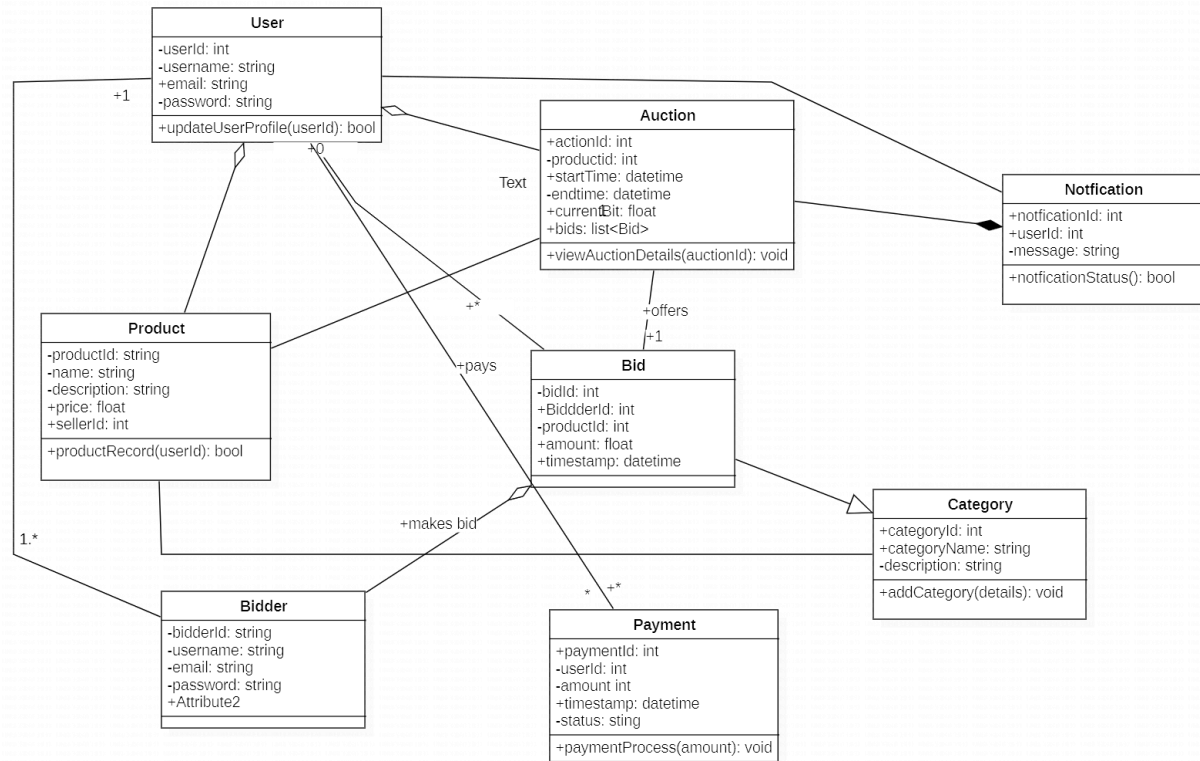 User
-userId: int
-username: string
+email: string
-password: string
+updateUserProfile(userId): bool
+1
+0
Auction
+actionId: int
-productid: int
+startTime: datetime
-endtime: datetime
+currentBit: float
1
+bids: list<Bid>
+viewAuctionDetails(auctionId): void
Text
Notfication
+notficationId: int
+userId: int
-message: string
+notficationStatus(): bool
+*
+offers
+1
Product
-productId: string
-name: string
-description: string
+price: float
+sellerId: int
+productRecord(userId): bool
+pays
Bid
-bidId: int
+BiddderId: int
-productId: int
+amount: float
+timestamp: datetime
Category
+categoryId: int
+categoryName: string
-description: string
+addCategory(details): void
+makes bid
1.*
Bidder
-bidderId: string
-username: string
-email: string
-password: string
+Attribute2
*
+*
Payment
+paymentId: int
-userId: int
-amount int
+timestamp: datetime
-status: sting
+paymentProcess(amount): void